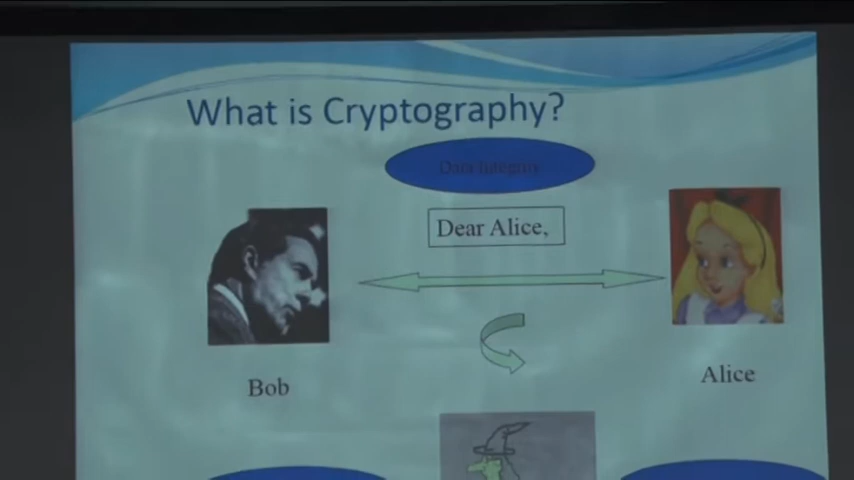 What is Cryptography?
Data Integrity
Dear Alice,
Bob
Alice